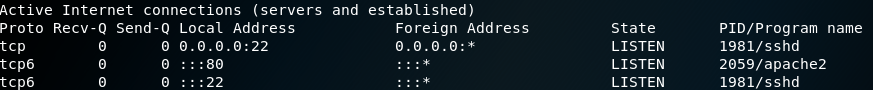 Active Internet connections (servers and established)
Proto Recv-Q Send-Q Local Address           Foreign Address         State       PID/Program name
tcp        0      0 0.0.0.0:22              0.0.0.0:*               LISTEN      1981/sshd
tcp6       0      0 :::80                   :::*                    LISTEN      2059/apache2
tcp6       0      0 :::22                   :::*                    LISTEN      1981/sshd